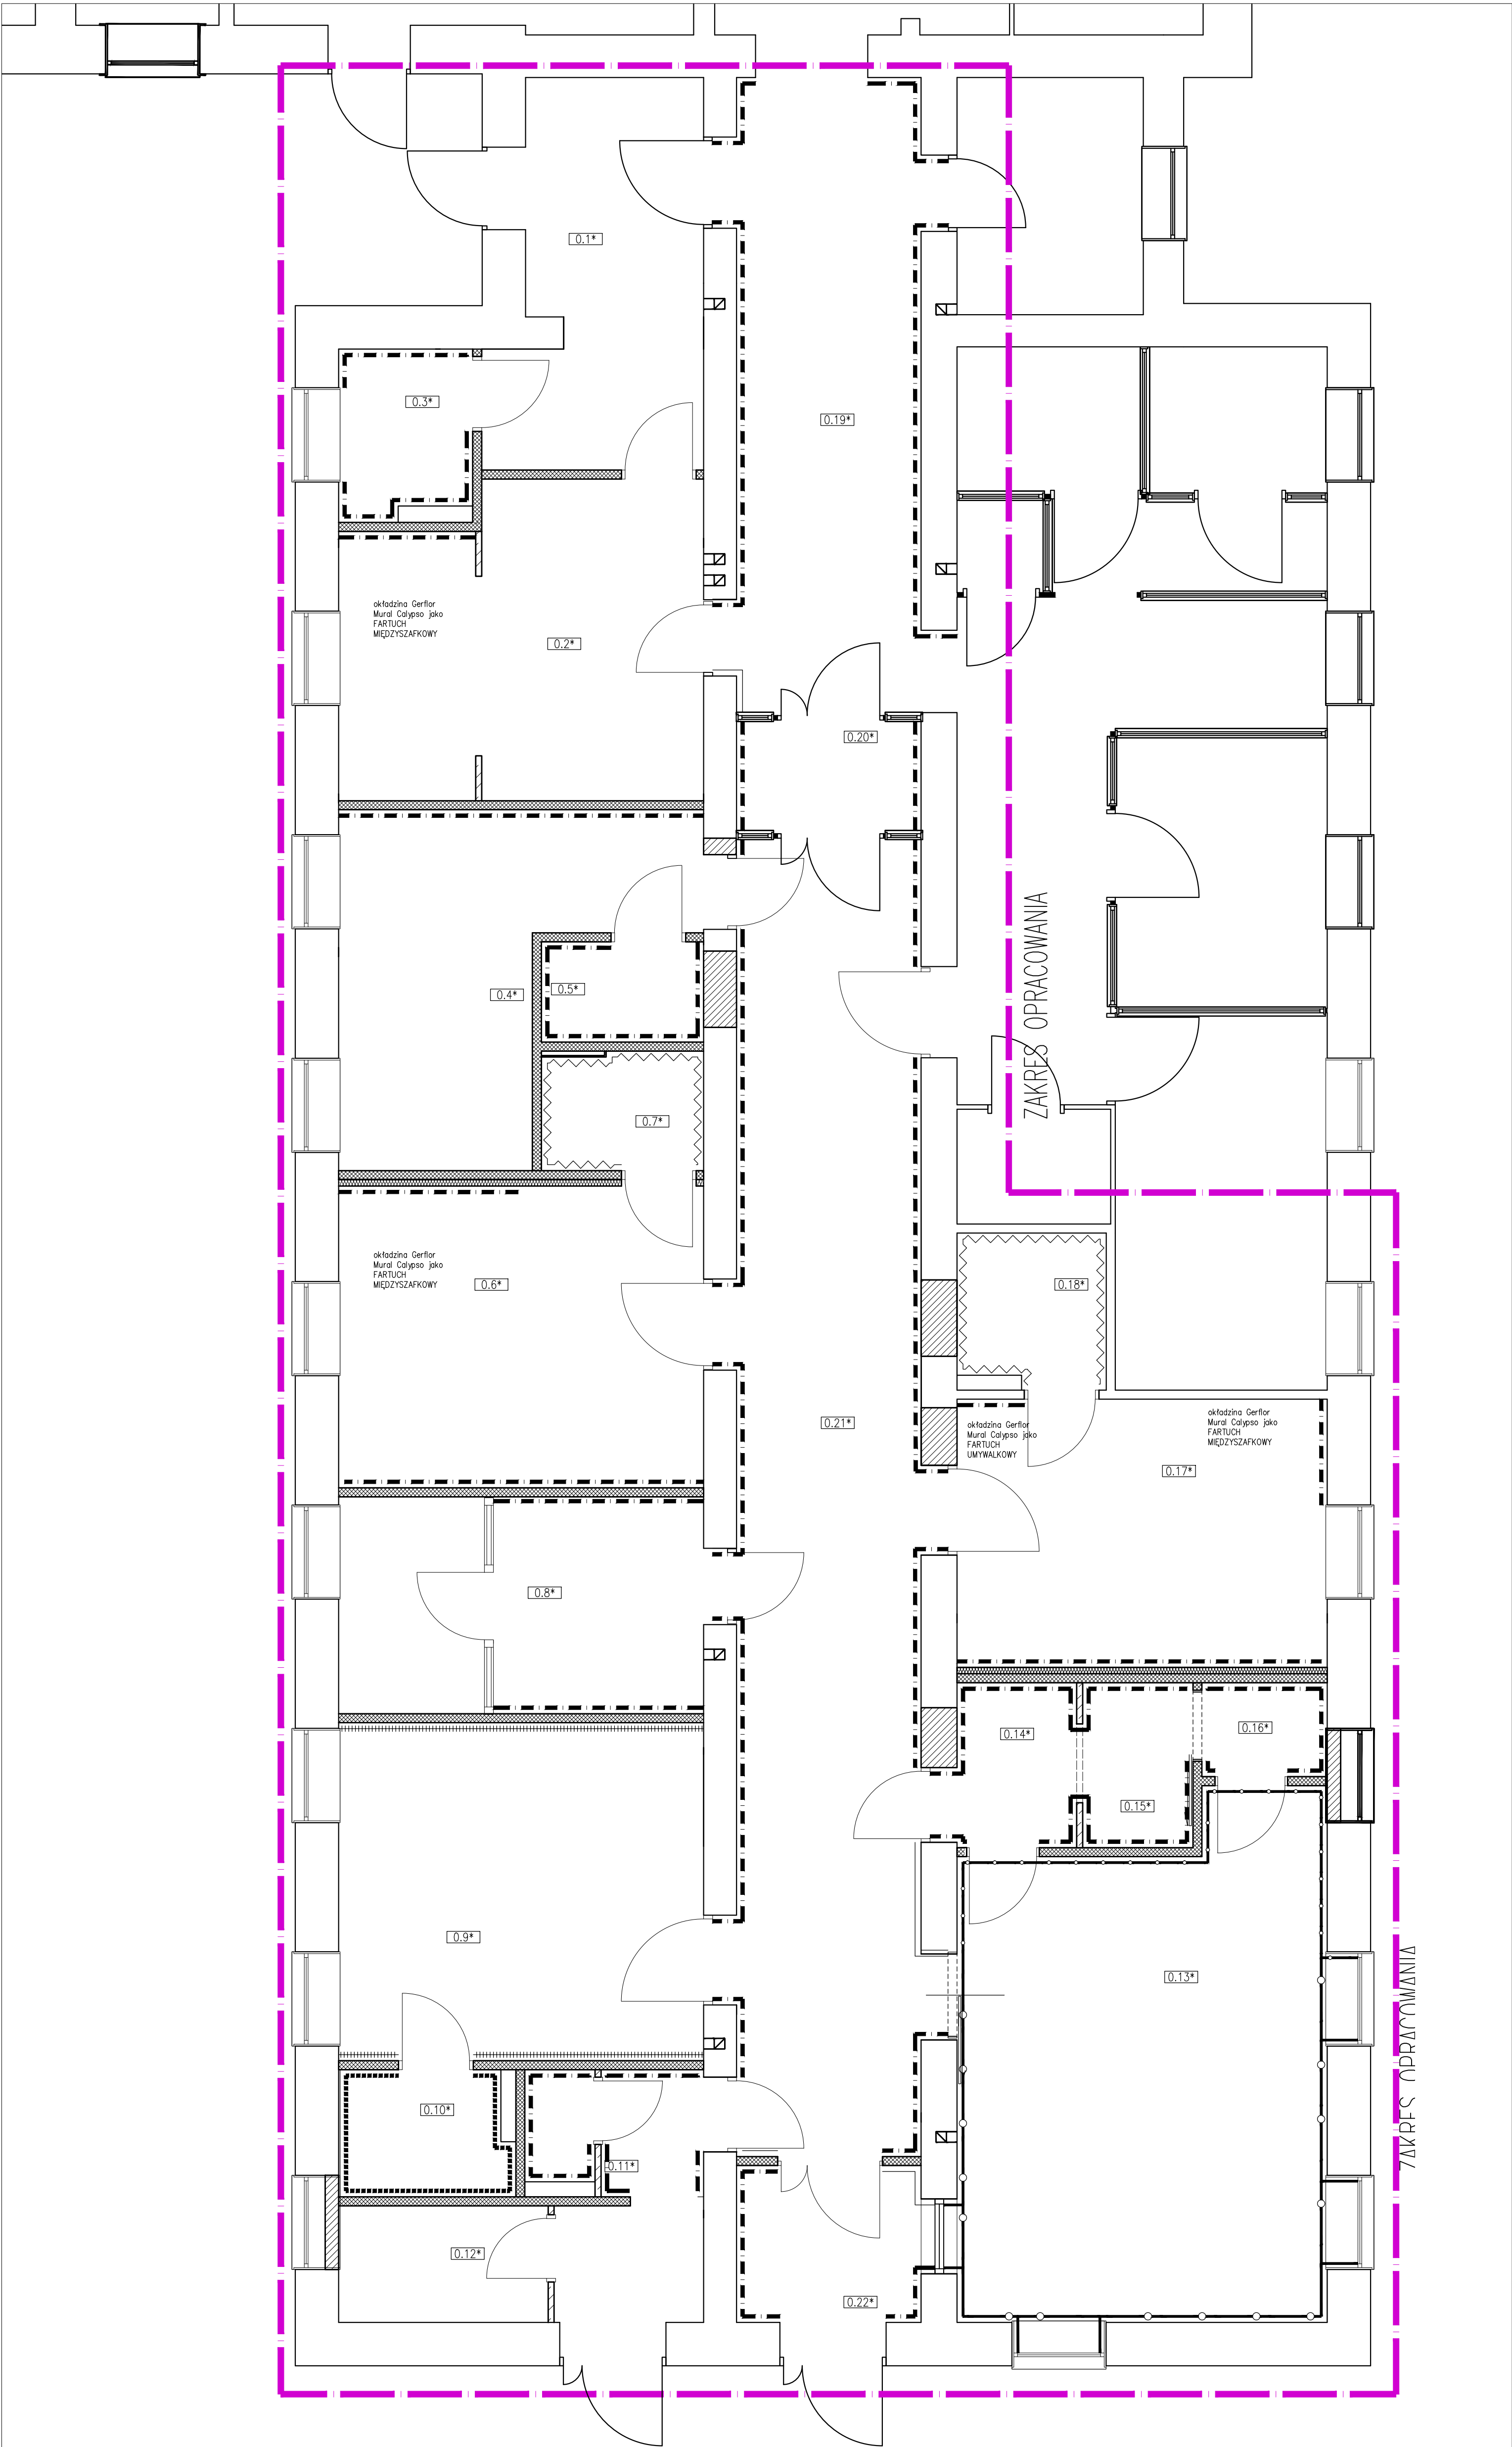 0.1*
0.3*
0.19*
okładzina Gerflor
Mural Calypso jako
FARTUCH
MIĘDZYSZAFKOWY
0.2*
0.20*
ZAKRES OPRACOWANIA
0.4*
0.5*
0.7*
okładzina Gerflor
Mural Calypso jako
FARTUCH
MIĘDZYSZAFKOWY
0.6*
0.18*
0.21*
okładzina Gerflor
Mural Calypso jako
FARTUCH
UMYWALKOWY
okładzina Gerflor
Mural Calypso jako
FARTUCH
MIĘDZYSZAFKOWY
0.17*
0.8*
0.14*
0.16*
0.15*
0.9*
0.13*
ZAKRES OPRACOWANIA
0.10*
0.11*
0.12*
0.22*